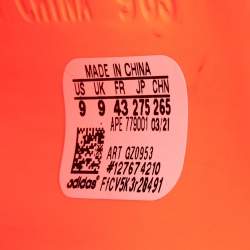 MADE IN CHINA
US UK FR JP CHN
9 9 43 275 265
APE 779001 03/21
ART GZ0953
#127674210
adidas F1CV5K3r20491